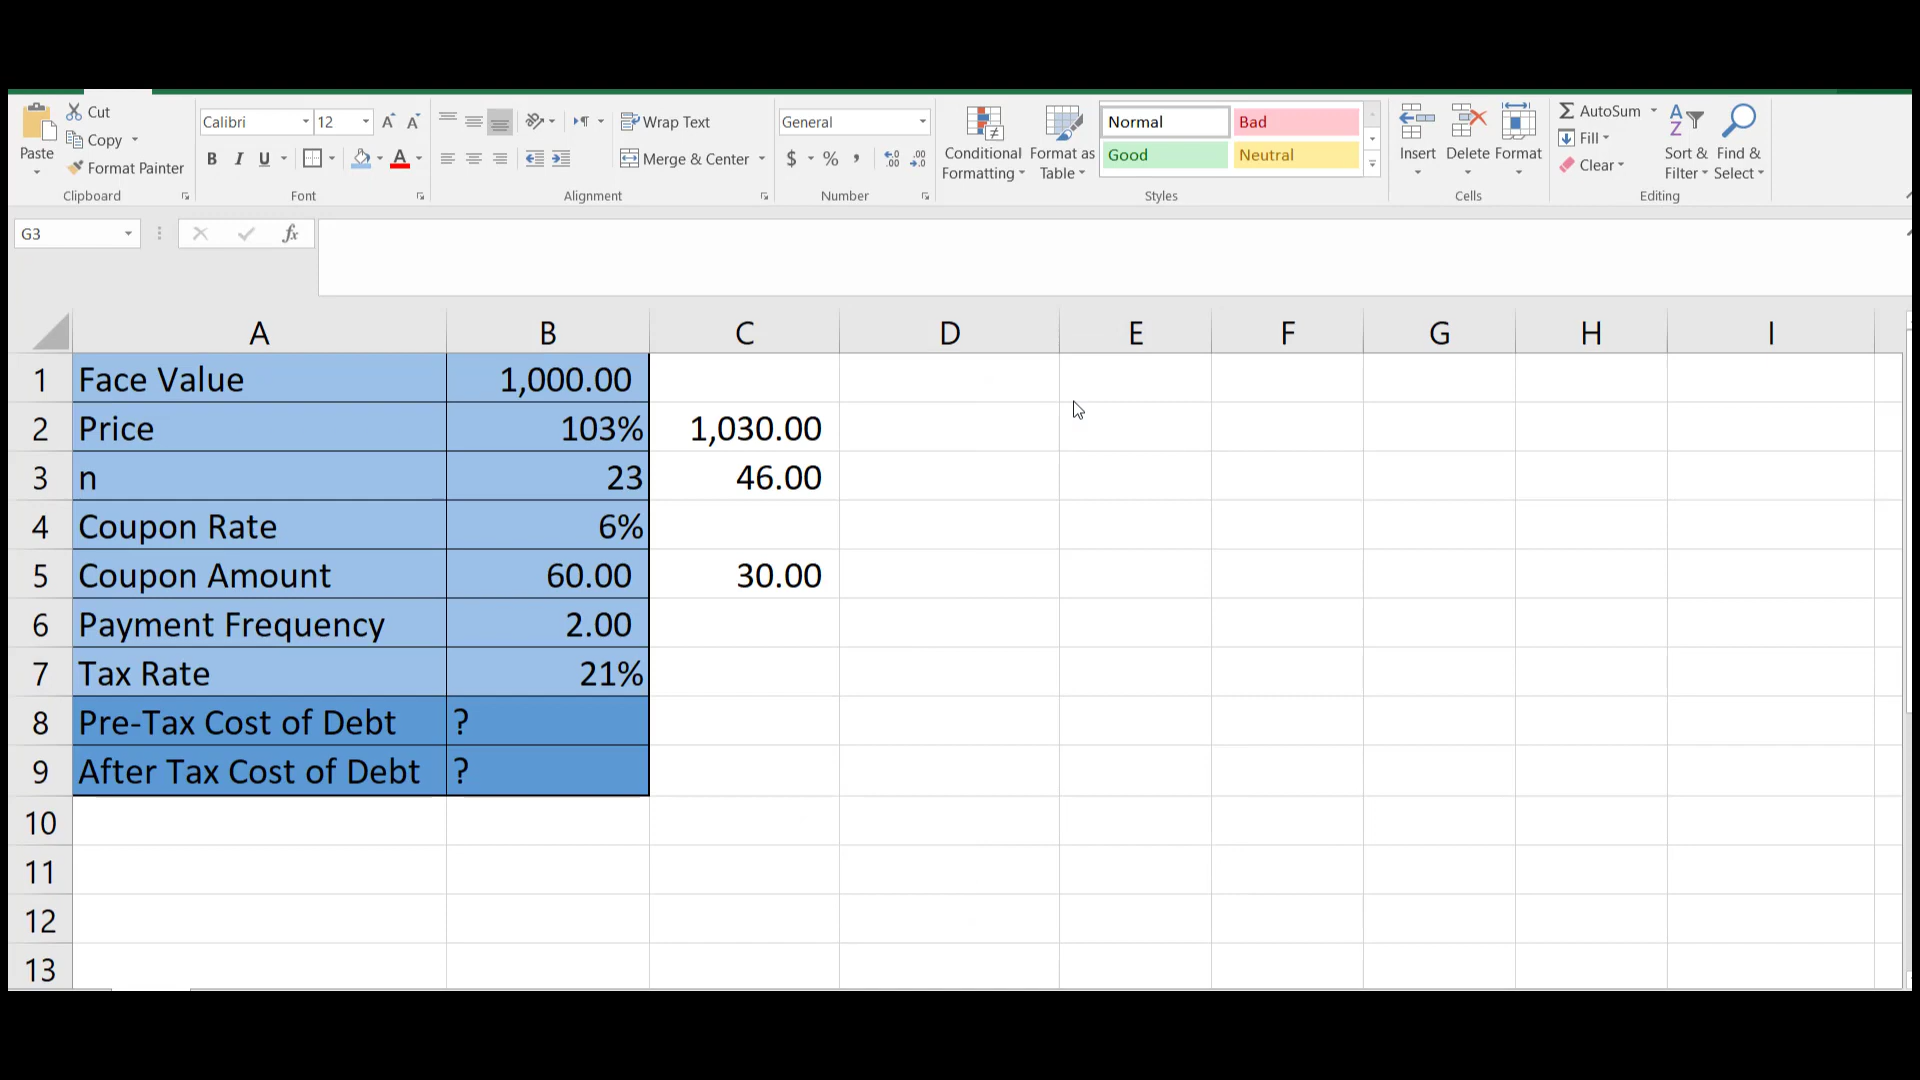 Cut
Copy
Format Painter
Paste
Clipboard
Calibri 12
B I U
Font
Wrap Text
Merge & Center
Alignment
General
$ % ,
Number
Conditional Formatting
Format as Table
Normal
Bad
Good
Neutral
Styles
Insert
Delete
Format
Cells
AutoSum
Fill
Clear
Sort & Filter
Find & Select
Editing
G3
fx
A B C D E F G H I
1 Face Value 1,000.00
2 Price 103% 1,030.00
3 n 23 46.00
4 Coupon Rate 6%
5 Coupon Amount 60.00 30.00
6 Payment Frequency 2.00
7 Tax Rate 21%
8 Pre-Tax Cost of Debt ?
9 After Tax Cost of Debt ?
10
11
12
13